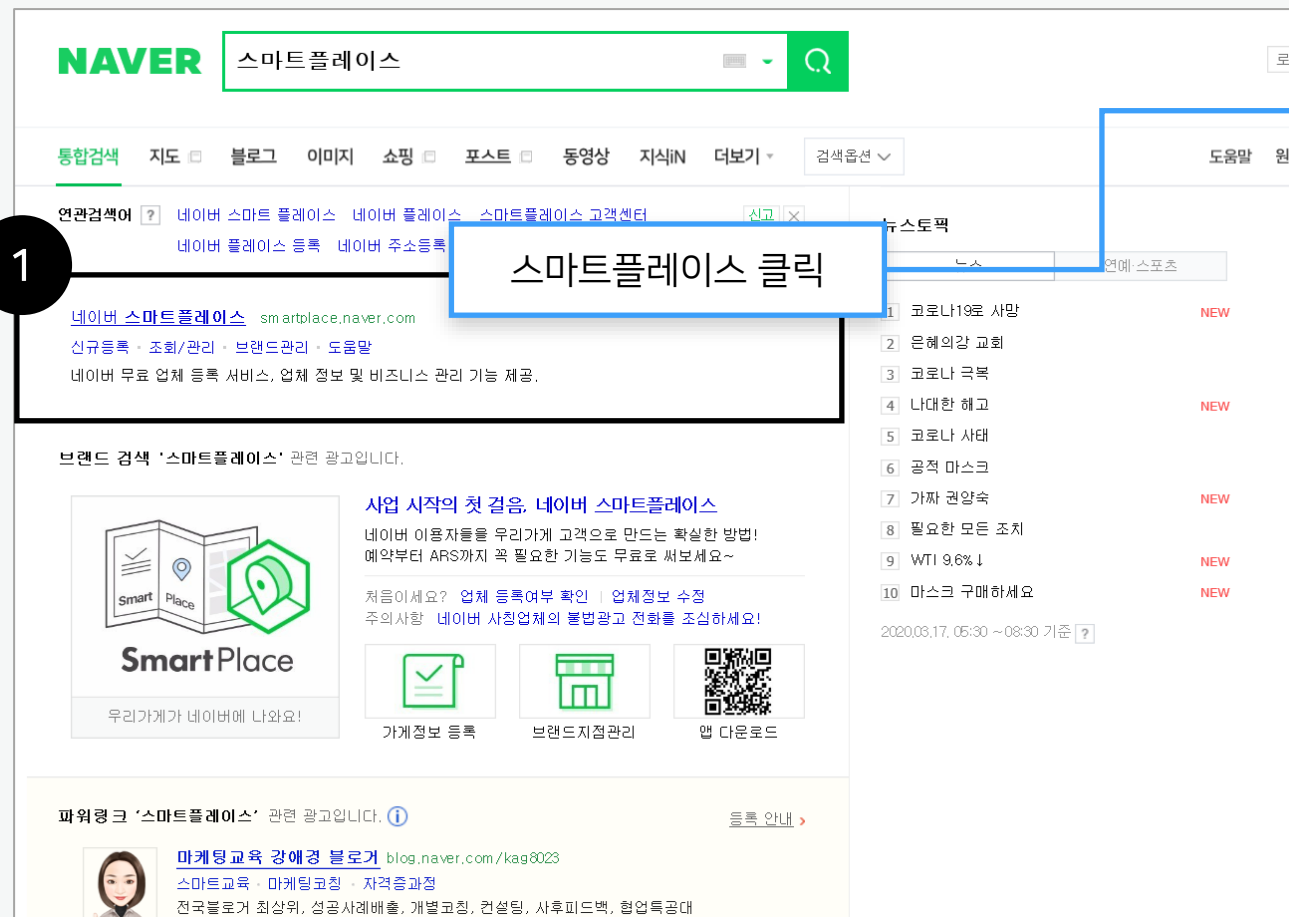 NAVER 스마트플레이스
통합검색 지도 블로그 이미지 쇼핑 포스트 동영상 지식iN 더보기 검색옵션 도움말
연관검색어 ? 네이버 스마트 플레이스 네이버 플레이스 스마트플레이스 고객센터 신고
네이버 플레이스 등록 네이버 주소등록
1
스마트플레이스 클릭
네이버 스마트플레이스 smartplace.naver.com
신규등록 · 조회/관리 · 브랜드관리 · 도움말
네이버 무료 업체 등록 서비스, 업체 정보 및 비즈니스 관리 기능 제공.
브랜드 검색 '스마트플레이스' 관련 광고입니다.
Smart Place
SmartPlace
우리가게가 네이버에 나와요!
사업 시작의 첫 걸음, 네이버 스마트플레이스
네이버 이용자들을 우리가게 고객으로 만드는 확실한 방법!
예약부터 ARS까지 꼭 필요한 기능도 무료로 써보세요~
처음이세요? 업체 등록여부 확인 | 업체정보 수정
주의사항 네이버 사칭업체의 불법광고 전화를 조심하세요!
가게정보 등록 브랜드지점관리 앱 다운로드
파워링크 '스마트플레이스' 관련 광고입니다. 등록 안내
마케팅교육 강애경 블로거 blog.naver.com/kag8023
스마트교육 · 마케팅코칭 · 자격증과정
전국블로거 최상위, 성공사례배출, 개별코칭, 컨설팅, 사후피드백, 협업특공대
뉴스토픽
뉴스 연예·스포츠
1 코로나19로 사망 NEW
2 은혜의강 교회
3 코로나 극복
4 나대한 해고 NEW
5 코로나 사태
6 공적 마스크
7 가짜 권양숙 NEW
8 필요한 모든 조치
9 WTI 9.6%↓ NEW
10 마스크 구매하세요 NEW
2020.03.17. 05:30 ~08:30 기준 ?